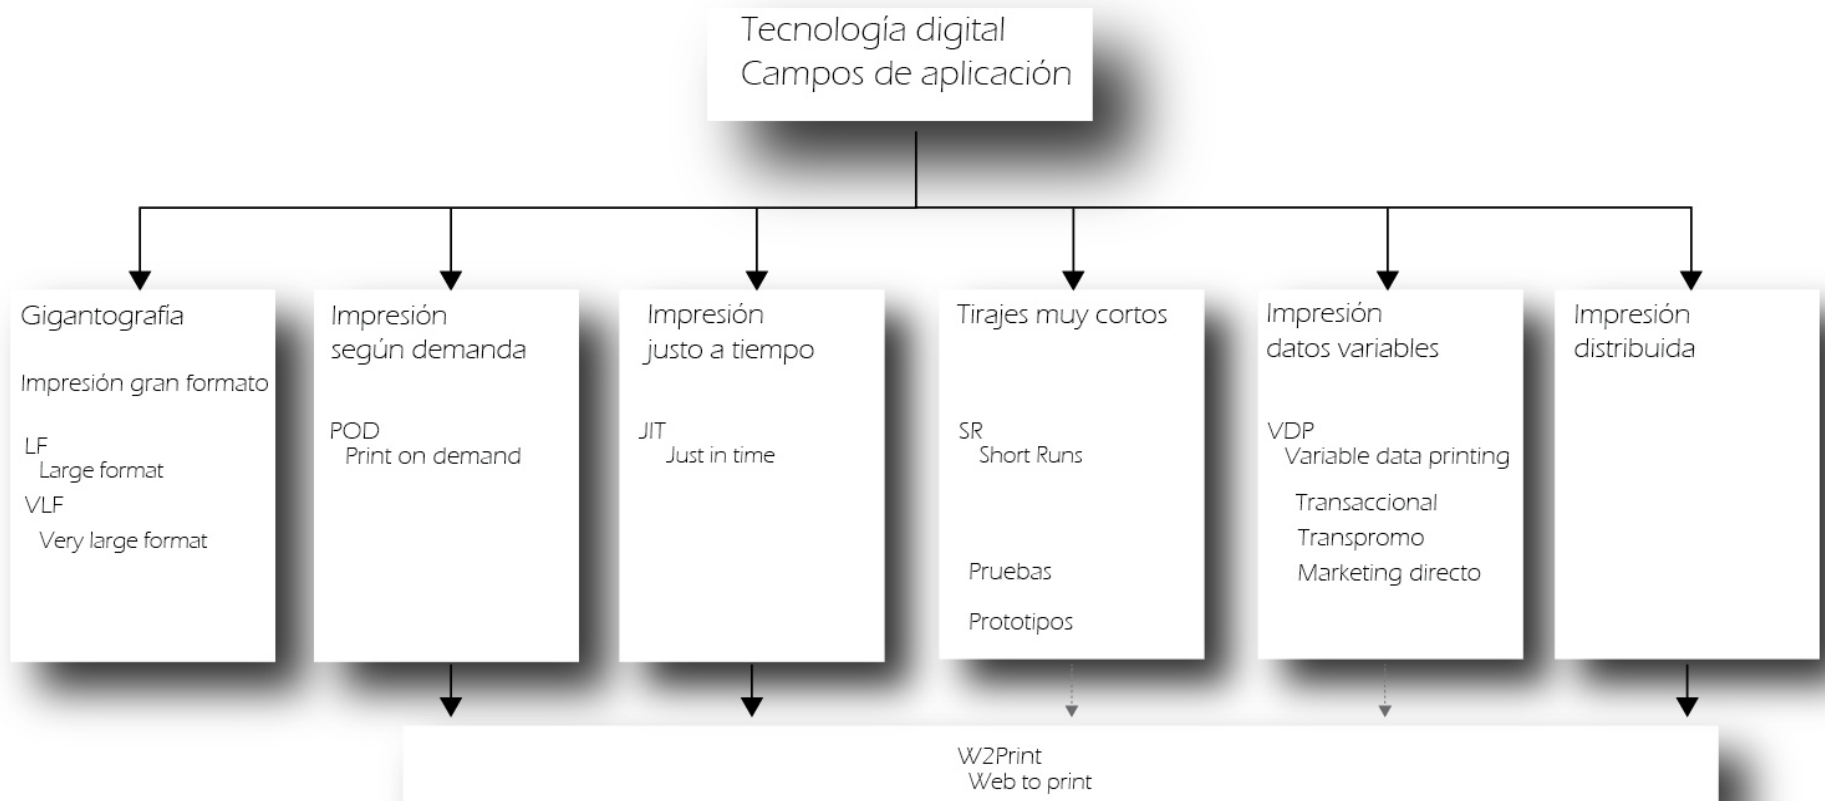 Tecnología digital
Campos de aplicación
Gigantografía
Impresión gran formato
LF
Large format
VLF
Very large format
Impresión
según demanda
POD
Print on demand
Impresión
justo a tiempo
JIT
Just in time
Tirajes muy cortos
SR
Short Runs
Pruebas
Prototipos
Impresión
datos variables
VDP
Variable data printing
Transaccional
Transpromo
Marketing directo
Impresión
distribuida
W2Print
Web to print